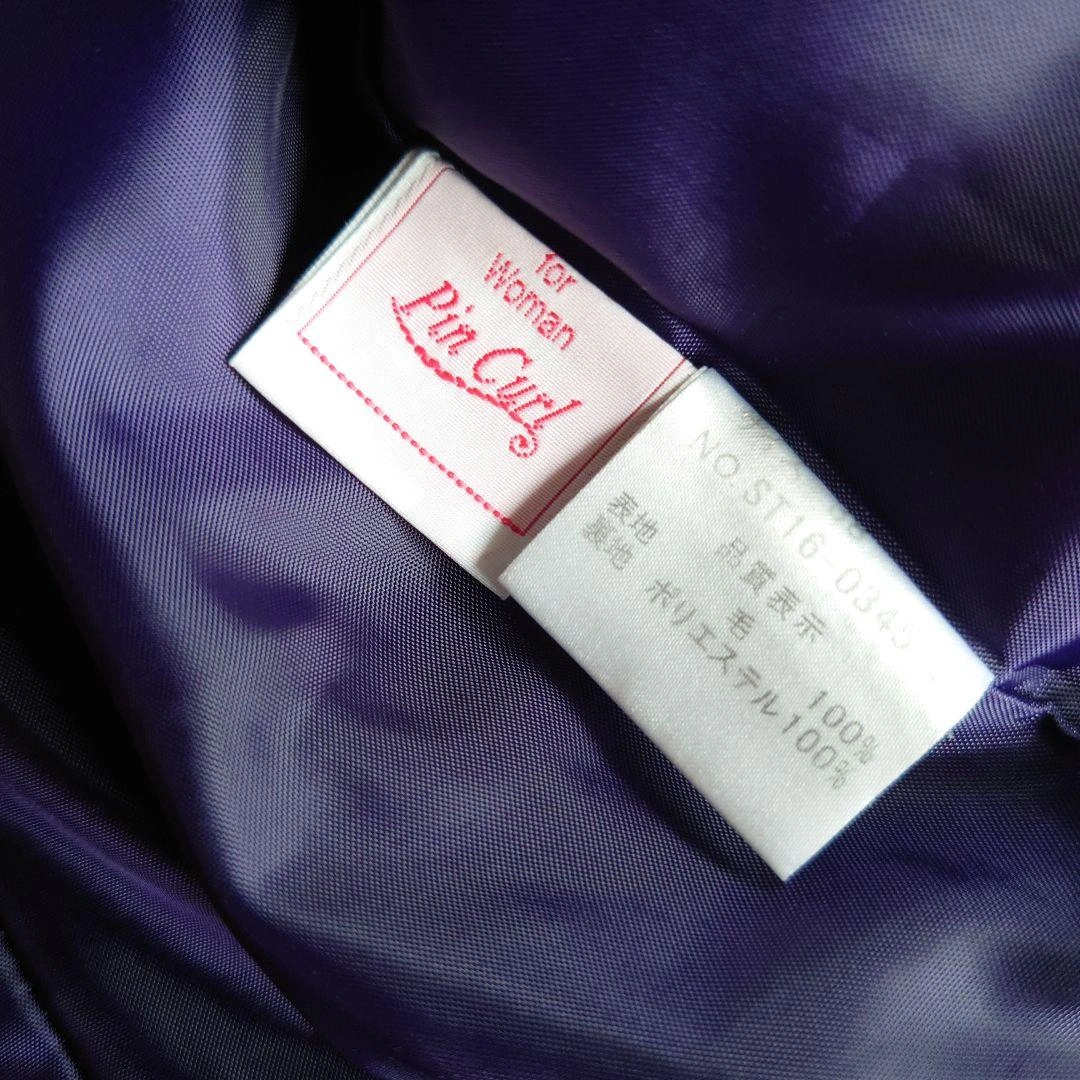 for
Woman
Pin Curl
NO.ST16-0345
品質表示
表地 毛 100%
裏地 ポリエステル100%